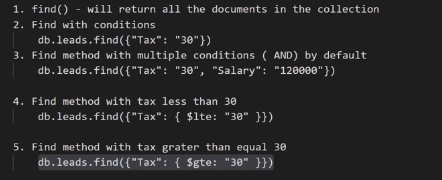 1. find() - will return all the documents in the collection
2. Find with conditions
db.leads.find({"Tax": "30"})
3. Find method with multiple conditions ( AND) by default
db.leads.find({"Tax": "30", "Salary": "120000"})
4. Find method with tax less than 30
db.leads.find({"Tax": { $lte: "30" }})
5. Find method with tax grater than equal 30
db.leads.find({"Tax": { $gte: "30" }})